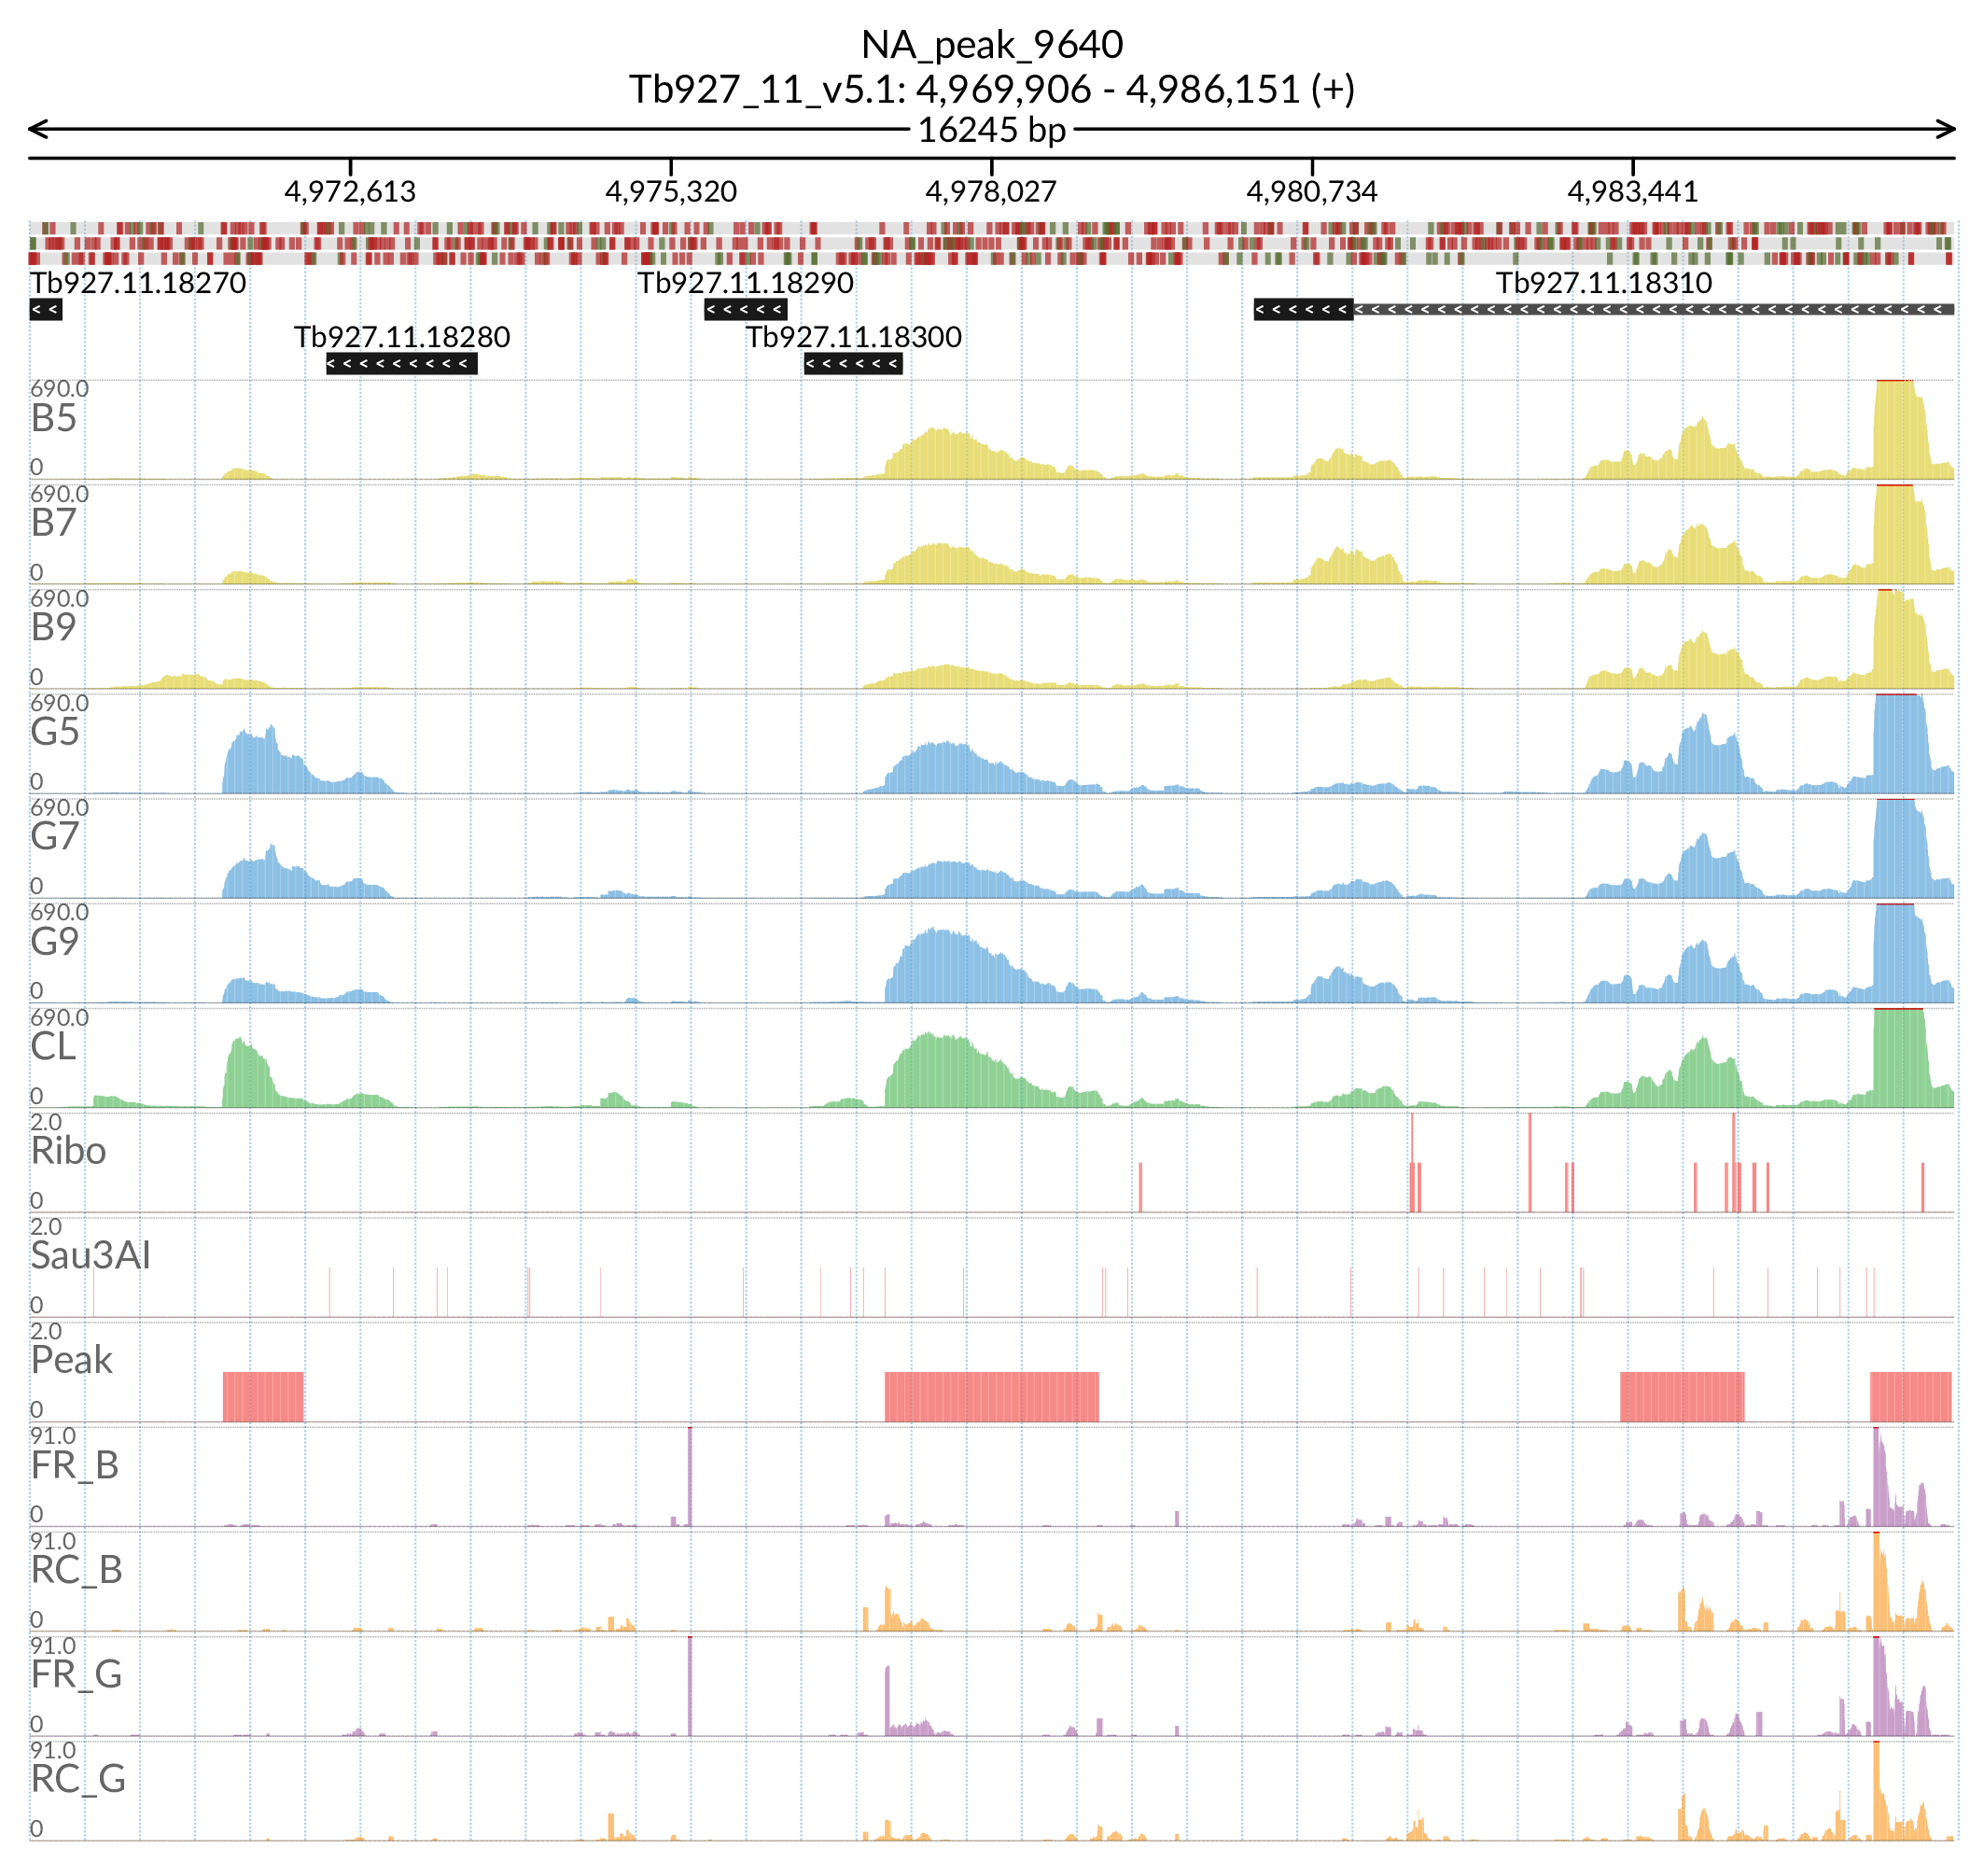 NA_peak_9640
Tb927_11_v5.1: 4,969,906 - 4,986,151 (+)
16245 bp
4,972,613 4,975,320 4,978,027 4,980,734 4,983,441
Tb927.11.18270 Tb927.11.18290 Tb927.11.18310
Tb927.11.18280 Tb927.11.18300
690.0
B5
0
690.0
B7
0
690.0
B9
0
690.0
G5
0
690.0
G7
0
690.0
G9
0
690.0
CL
0
2.0
Ribo
0
2.0
Sau3AI
0
2.0
Peak
0
91.0
FR_B
0
91.0
RC_B
0
91.0
FR_G
0
91.0
RC_G
0